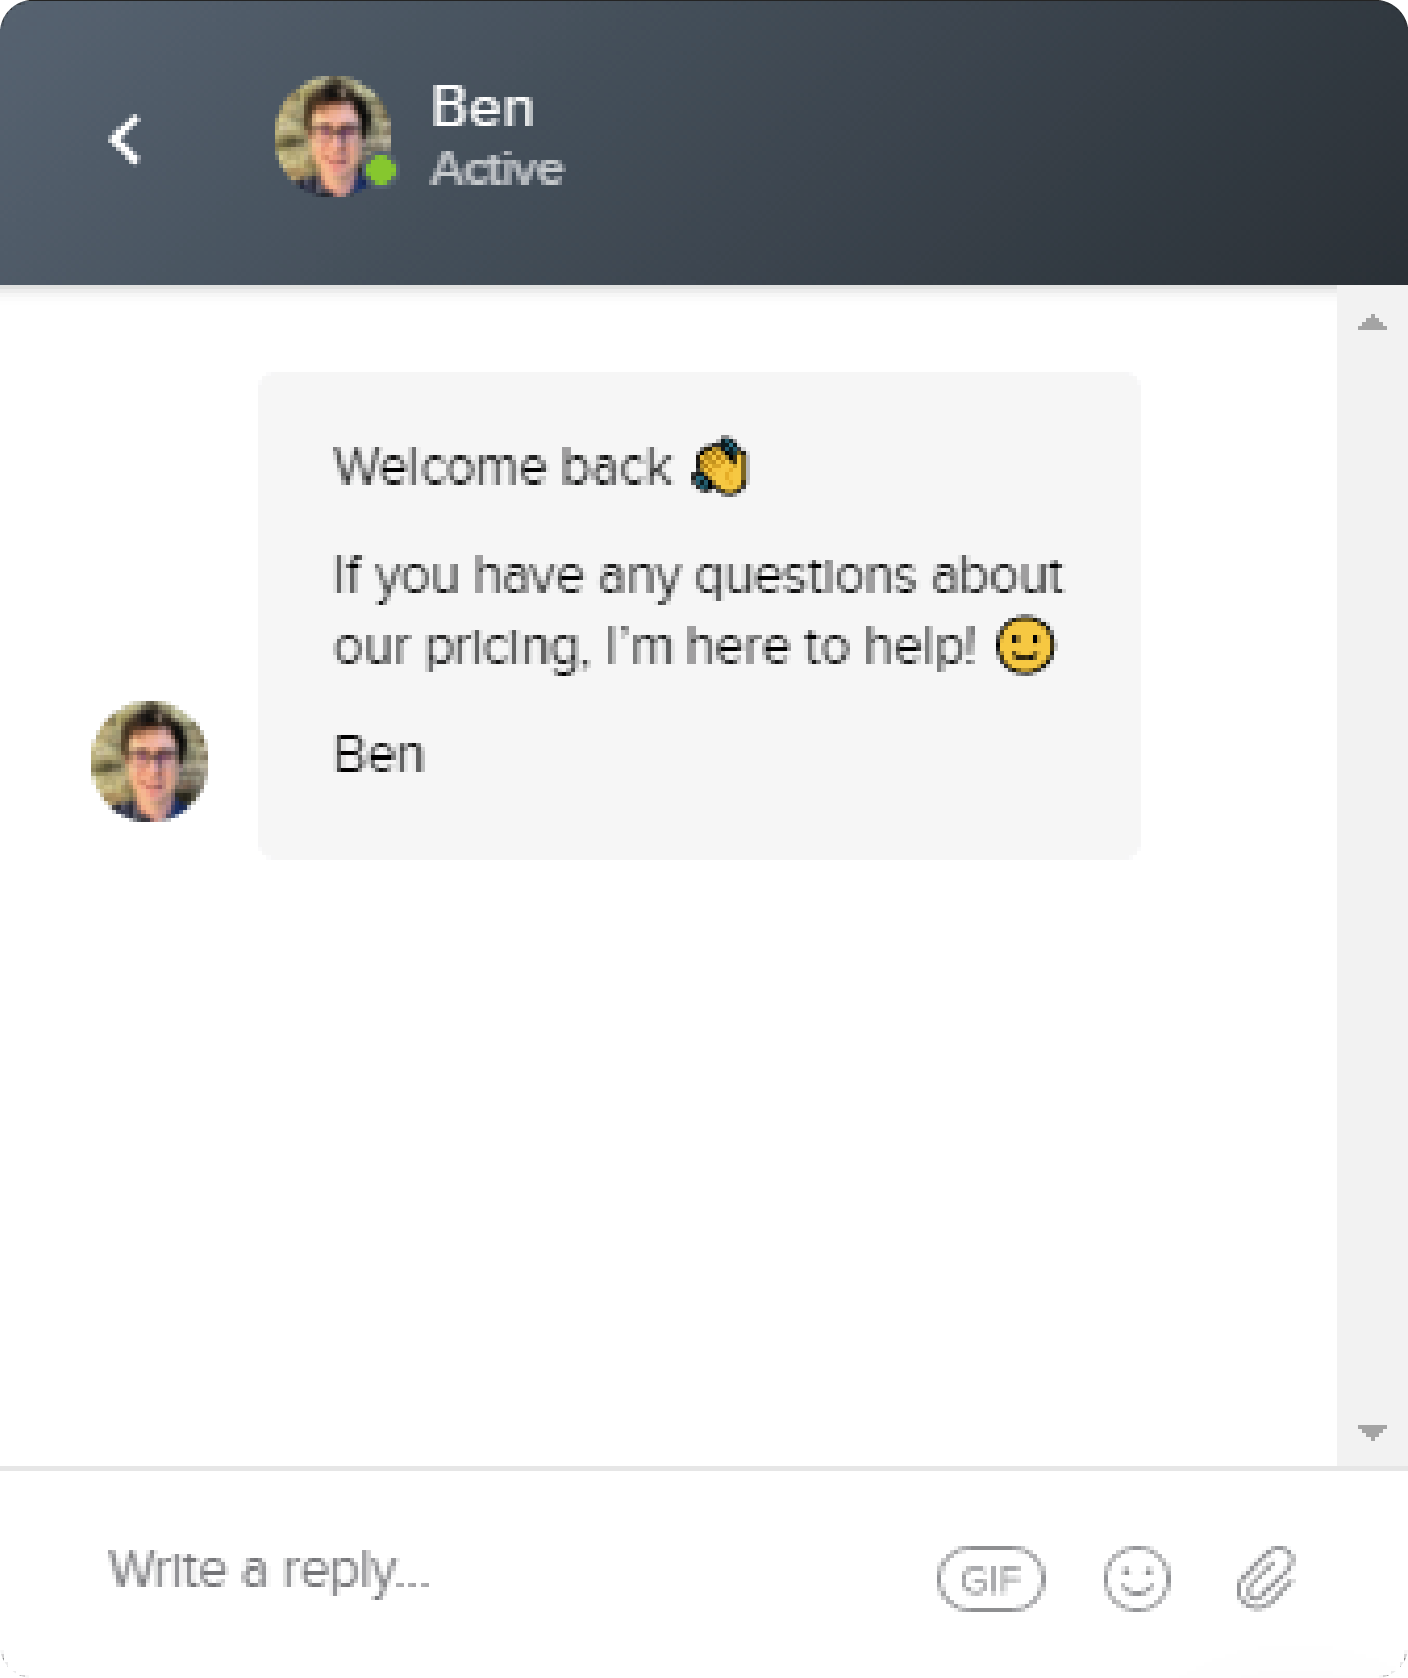 Ben
Active
Welcome back 👏
If you have any questions about
our pricing, I'm here to help! 🙂
Ben
Write a reply...
GIF